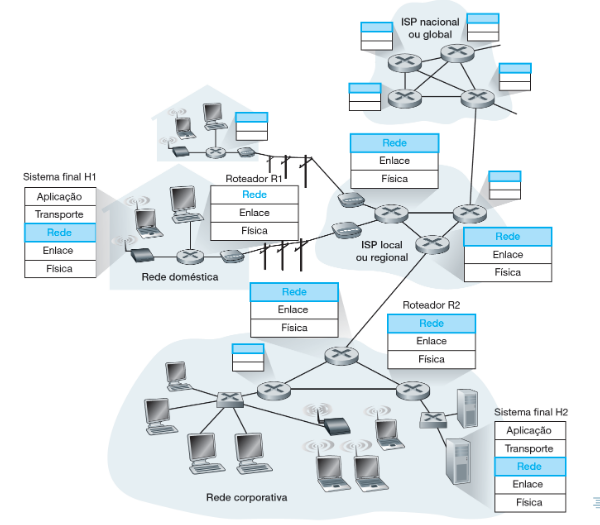 ISP nacional
ou global
Sistema final H1
Aplicação
Transporte
Rede
Enlace
Física
Roteador R1
Rede
Enlace
Física
Rede
Enlace
Física
Rede doméstica
ISP local
ou regional
Rede
Enlace
Física
Rede
Enlace
Física
Roteador R2
Rede
Enlace
Física
Sistema final H2
Aplicação
Transporte
Rede
Enlace
Física
Rede corporativa